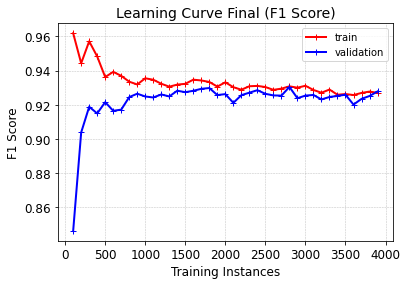 Learning Curve Final (F1 Score)
train
validation
0.96
0.94
0.92
0.90
0.88
0.86
F1 Score
0 500 1000 1500 2000 2500 3000 3500 4000
Training Instances